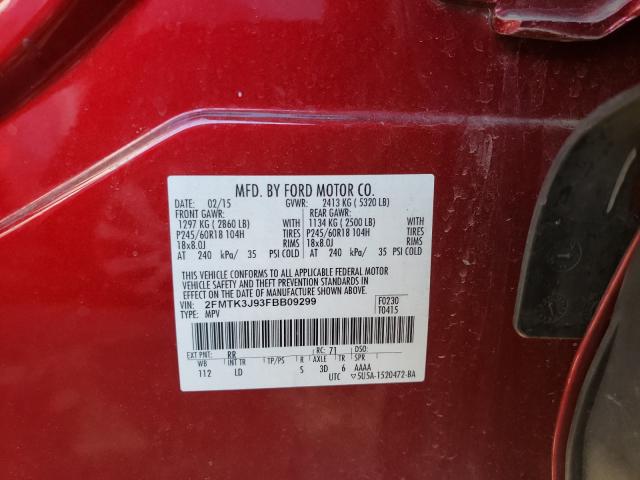 MFD. BY FORD MOTOR CO.
DATE: 02/15 GVWR: 2413 KG ( 5320 LB)
FRONT GAWR: REAR GAWR:
1297 KG ( 2860 LB) WITH 1134 KG ( 2500 LB) WITH
P245/60R18 104H TIRES P245/60R18 104H TIRES
18x8.0J RIMS 18x8.0J RIMS
AT 240 kPa/ 35 PSI COLD AT 240 kPa/ 35 PSI COLD
THIS VEHICLE CONFORMS TO ALL APPLICABLE FEDERAL MOTOR
VEHICLE SAFETY AND THEFT PREVENTION STANDARDS IN
EFFECT ON THE DATE OF MANUFACTURE SHOWN ABOVE.
VIN: 2FMTK3J93FBB09299 F0230
TYPE: MPV T0415
EXT PNT: RR RC: 71 DSO:
WB INT TR TP/PS R AXLE TR SPR
112 LD S 3D 6 AAAA
UTC ▽5U5A-1520472-BA